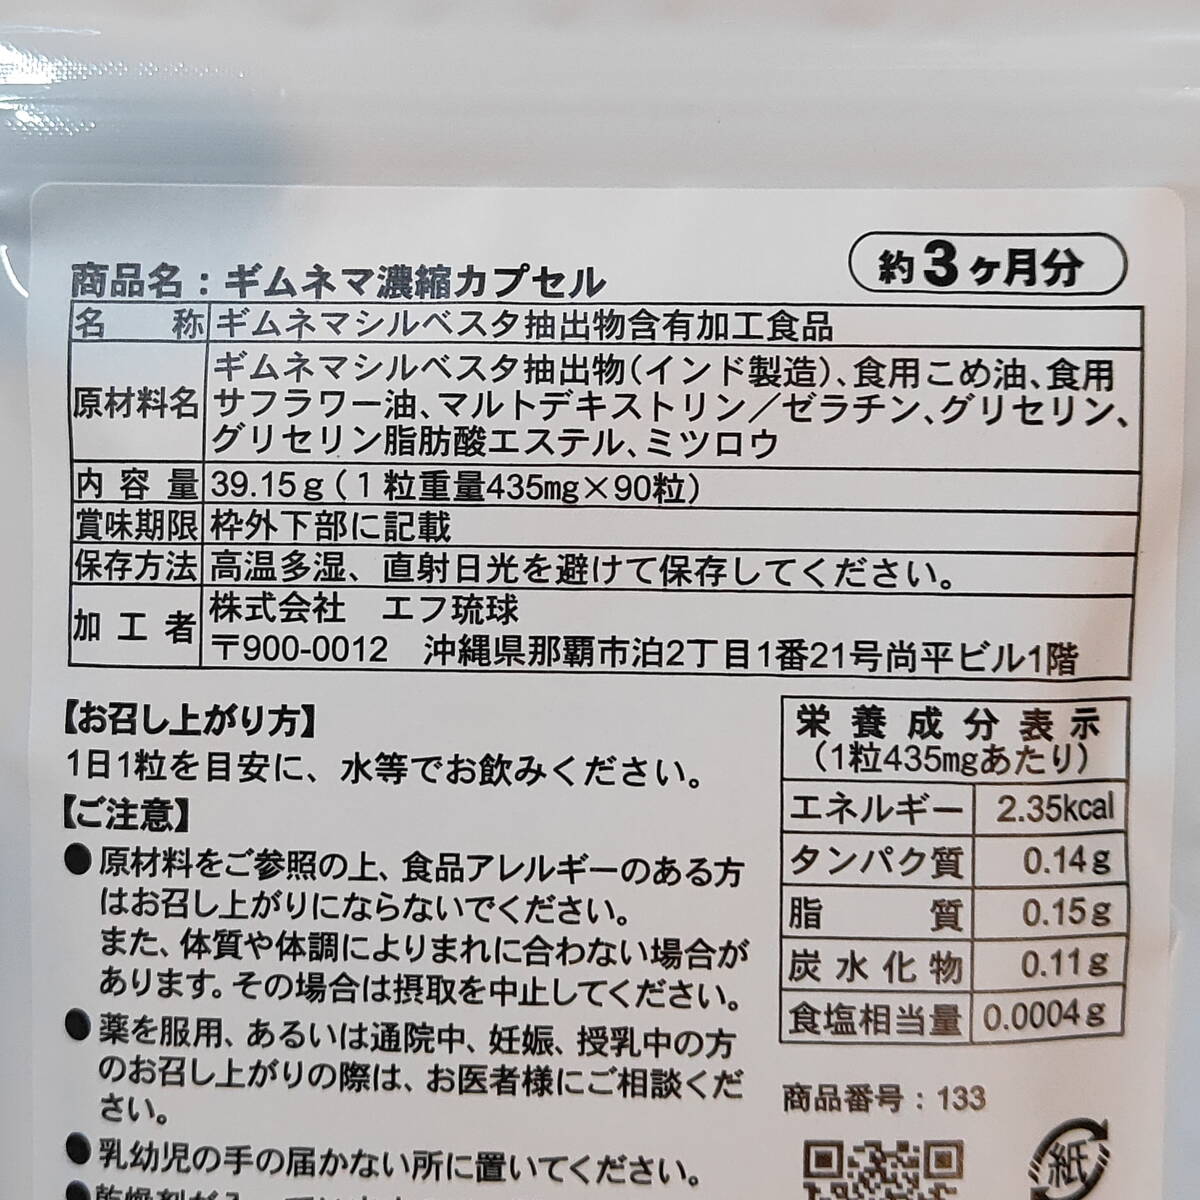 約3ヶ月分
商品名：ギムネマ濃縮カプセル
名称 ギムネマシルベスタ抽出物含有加工食品
原材料名 ギムネマシルベスタ抽出物(インド製造)、食用こめ油、食用
サフラワー油、マルトデキストリン／ゼラチン、グリセリン、
グリセリン脂肪酸エステル、ミツロウ
内容量 39.15g(1粒重量435mg×90粒)
賞味期限 枠外下部に記載
保存方法 高温多湿、直射日光を避けて保存してください。
加工者 株式会社 エフ琉球
〒900-0012 沖縄県那覇市泊2丁目1番21号尚平ビル1階
【お召し上がり方】
1日1粒を目安に、水等でお飲みください。
【ご注意】
●原材料をご参照の上、食品アレルギーのある方
はお召し上がりにならないでください。
また、体質や体調によりまれに合わない場合が
あります。その場合は摂取を中止してください。
●薬を服用、あるいは通院中、妊娠、授乳中の方
のお召し上がりの際は、お医者様にご相談くだ
さい。
●乳幼児の手の届かない所に置いてください。
栄養成分表示
(1粒435mgあたり)
エネルギー 2.35kcal
タンパク質 0.14g
脂質 0.15g
炭水化物 0.11g
食塩相当量 0.0004g
商品番号：133
紙